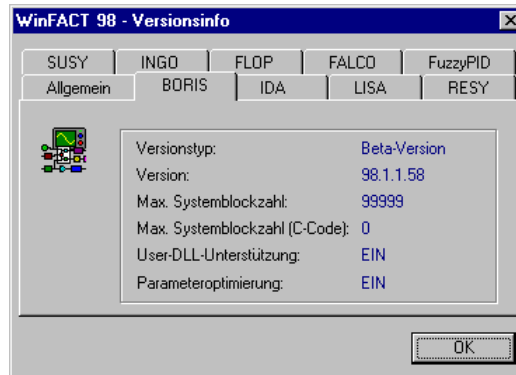 WinFACT 98 - Versionsinfo
SUSY INGO FLOP FALCO FuzzyPID
Allgemein BORIS IDA LISA RESY
Versionstyp: Beta-Version
Version: 98.1.1.58
Max. Systemblockzahl: 99999
Max. Systemblockzahl (C-Code): 0
User-DLL-Unterstützung: EIN
Parameteroptimierung: EIN
OK